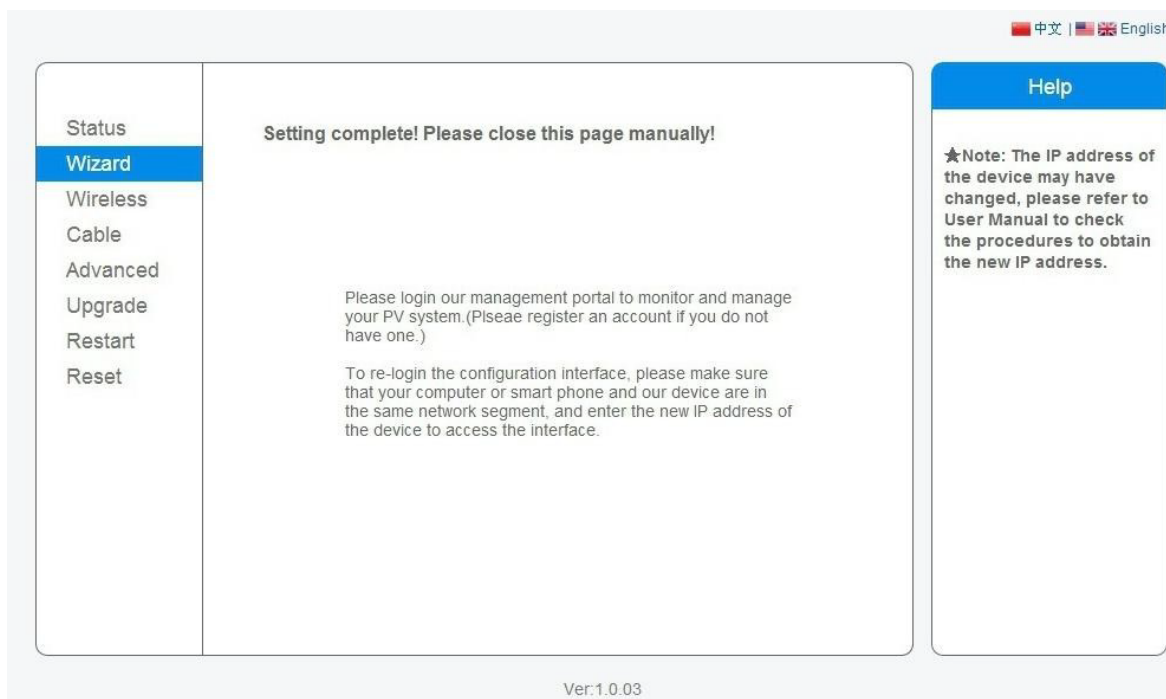 中文 | English
Status
Wizard
Wireless
Cable
Advanced
Upgrade
Restart
Reset
Setting complete! Please close this page manually!
Please login our management portal to monitor and manage
your PV system.(Plseae register an account if you do not
have one.)
To re-login the configuration interface, please make sure
that your computer or smart phone and our device are in
the same network segment, and enter the new IP address of
the device to access the interface.
Help
★Note: The IP address of
the device may have
changed, please refer to
User Manual to check
the procedures to obtain
the new IP address.
Ver:1.0.03